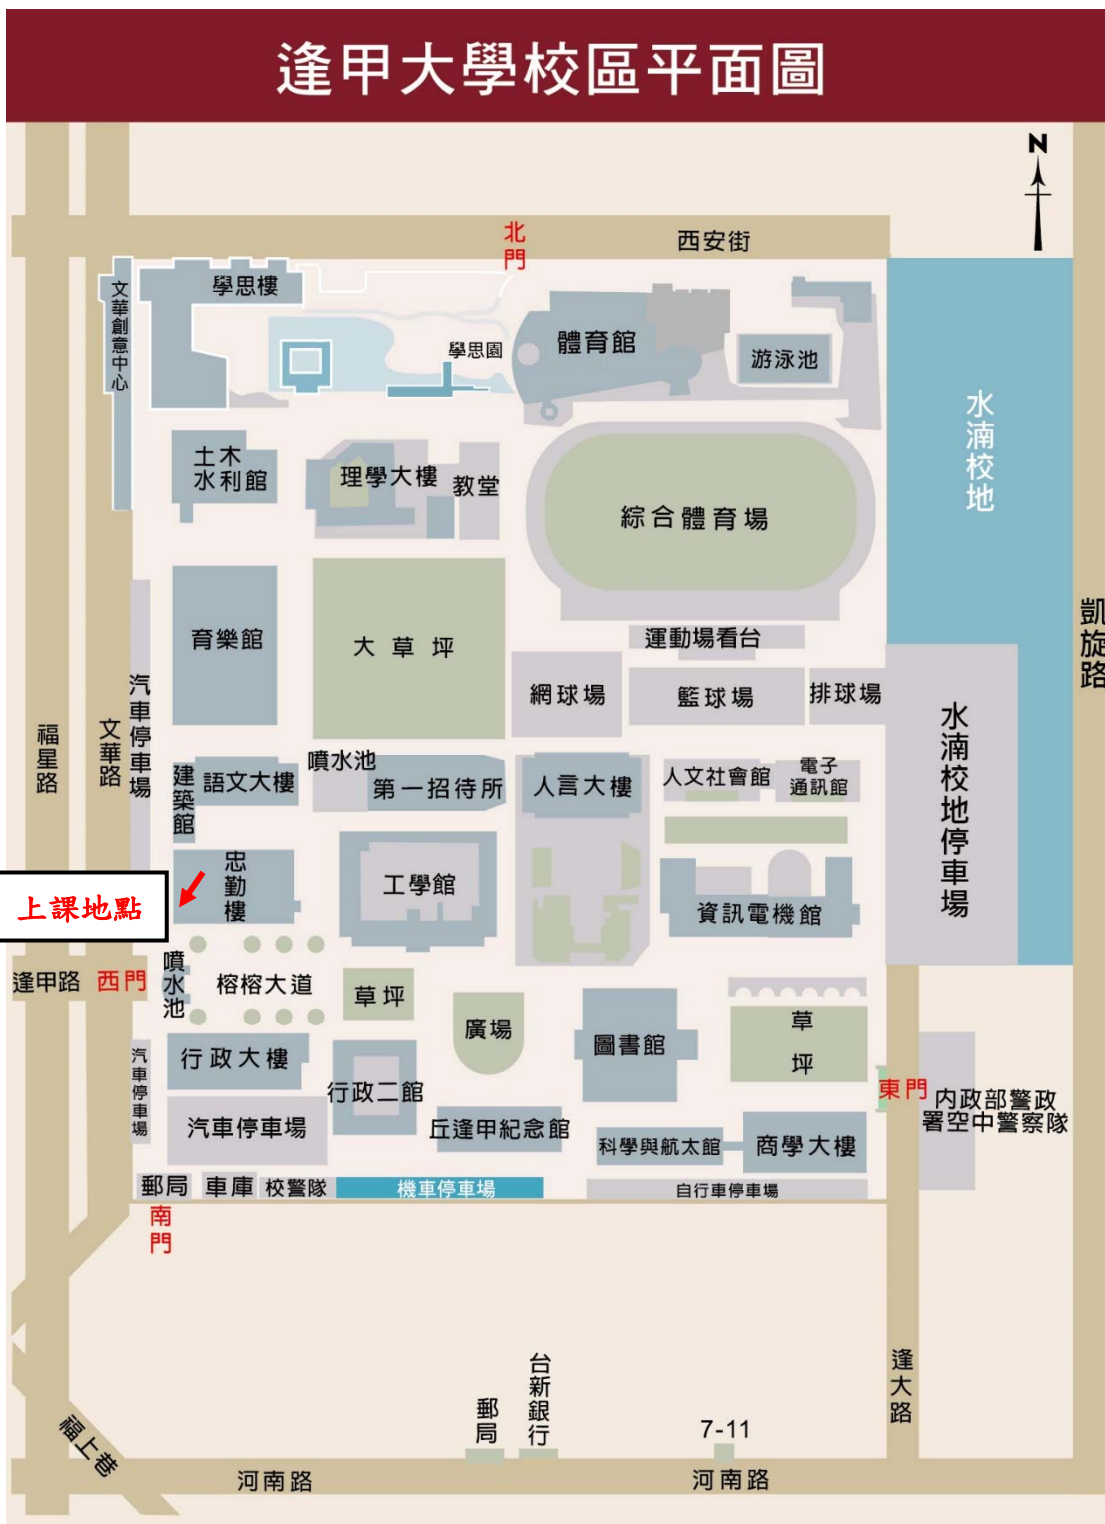 逢甲大學校區平面圖
N
北門
西安街
學思樓
文華創意中心
學思園
體育館
游泳池
水湳校地
土木
水利館
理學大樓
教堂
綜合體育場
育樂館
大草坪
運動場看台
凱旋路
汽車停車場
網球場
籃球場
排球場
福星路
文華路
水湳校地停車場
噴水池
建築館
語文大樓
第一招待所
人言大樓
人文社會館
電子
通訊館
忠勤樓
工學館
上課地點
資訊電機館
逢甲路
西門
噴水池
榕榕大道
草坪
廣場
圖書館
草坪
汽車停車場
行政大樓
行政二館
東門
內政部警政
署空中警察隊
汽車停車場
丘逢甲紀念館
科學與航太館
商學大樓
郵局
車庫
校警隊
機車停車場
自行車停車場
南門
逢大路
郵局
台新銀行
7-11
福上巷
河南路
河南路